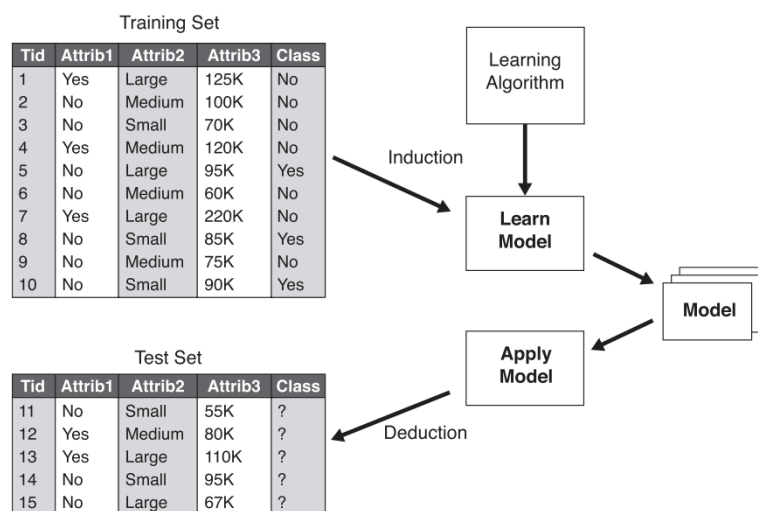 Training Set
Tid Attrib1 Attrib2 Attrib3 Class
1 Yes Large 125K No
2 No Medium 100K No
3 No Small 70K No
4 Yes Medium 120K No
5 No Large 95K Yes
6 No Medium 60K No
7 Yes Large 220K No
8 No Small 85K Yes
9 No Medium 75K No
10 No Small 90K Yes
Learning
Algorithm
Induction
Learn
Model
Model
Apply
Model
Deduction
Test Set
Tid Attrib1 Attrib2 Attrib3 Class
11 No Small 55K ?
12 Yes Medium 80K ?
13 Yes Large 110K ?
14 No Small 95K ?
15 No Large 67K ?